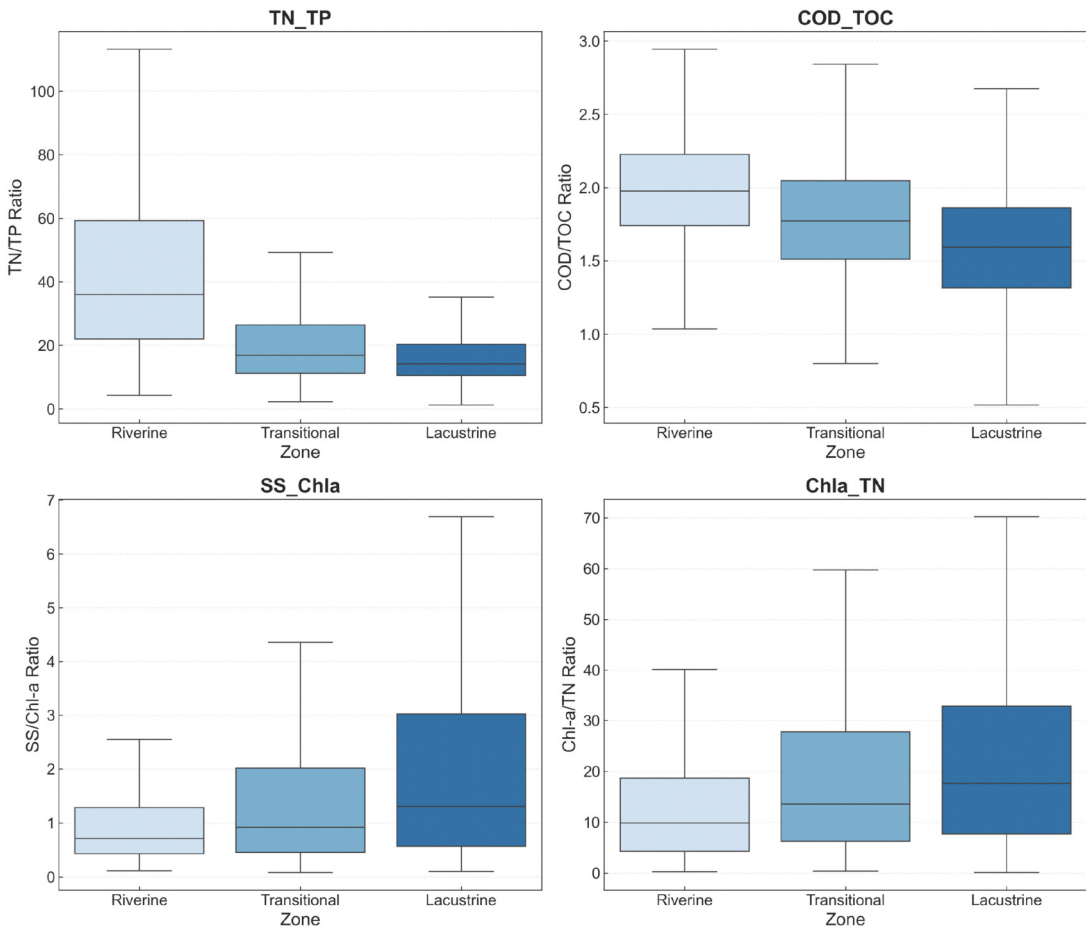 TN_TP
TN/TP Ratio
100
80
60
40
20
0
Riverine Transitional Lacustrine
Zone
COD_TOC
COD/TOC Ratio
3.0
2.5
2.0
1.5
1.0
0.5
Riverine Transitional Lacustrine
Zone
SS_Chla
SS/Chl-a Ratio
7
6
5
4
3
2
1
0
Riverine Transitional Lacustrine
Zone
Chla_TN
Chl-a/TN Ratio
70
60
50
40
30
20
10
0
Riverine Transitional Lacustrine
Zone